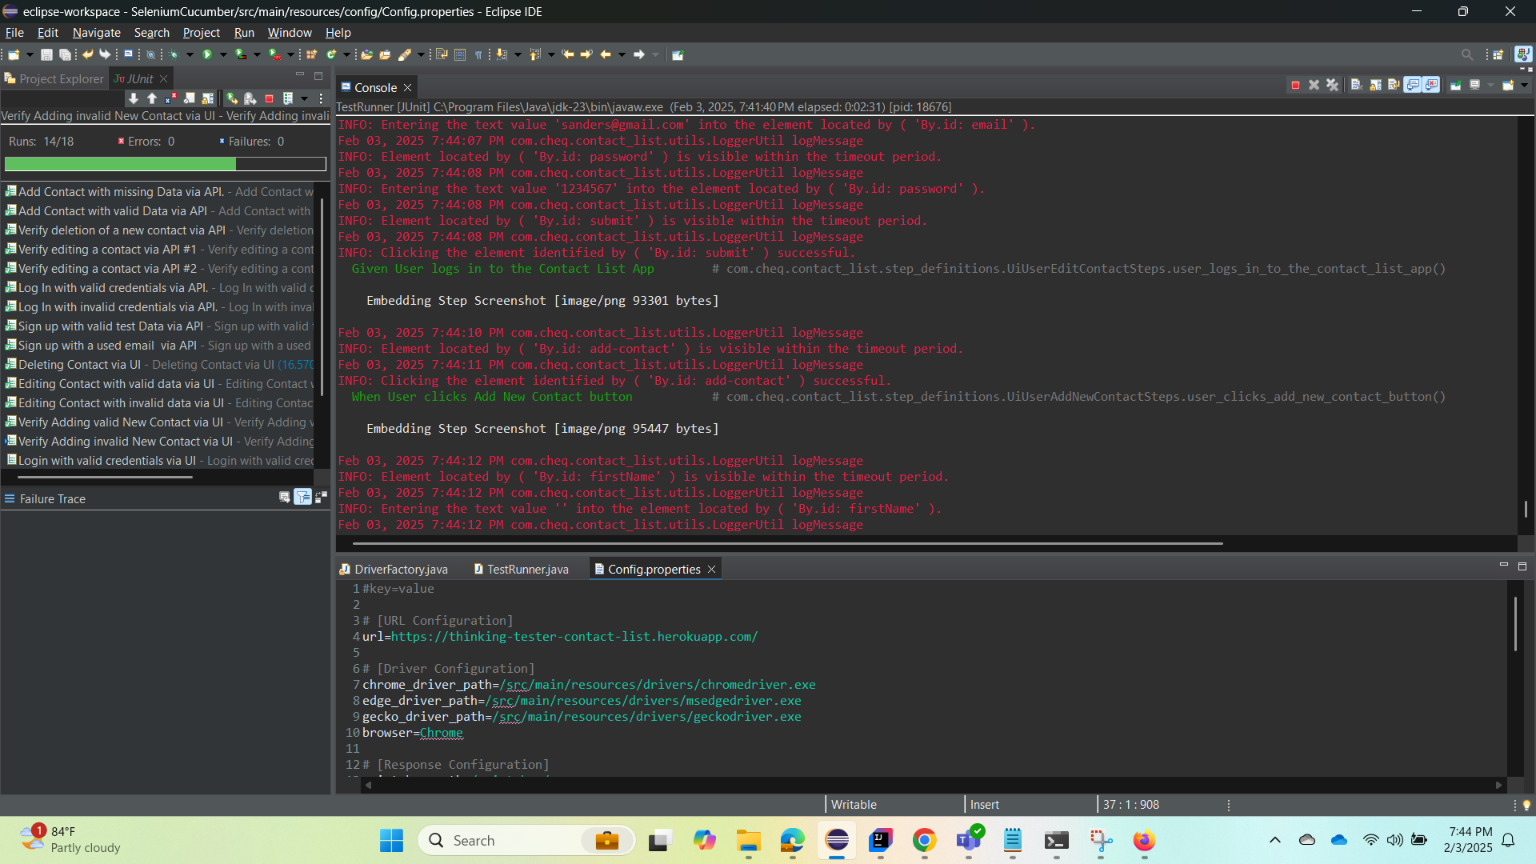 eclipse-workspace - SeleniumCucumber/src/main/resources/config/Config.properties - Eclipse IDE
File Edit Navigate Search Project Run Window Help
Project Explorer JUnit
Verify Adding invalid New Contact via UI - Verify Adding invali
Runs: 14/18 Errors: 0 Failures: 0
Add Contact with missing Data via API. - Add Contact w
Add Contact with valid Data via API - Add Contact with
Verify deletion of a new contact via API - Verify deletion
Verify editing a contact via API #1 - Verify editing a cont
Verify editing a contact via API #2 - Verify editing a cont
Log In with valid credentials via API. - Log In with valid c
Log In with invalid credentials via API. - Log In with inva
Sign up with valid test Data via API - Sign up with valid
Sign up with a used email  via API - Sign up with a used
Deleting Contact via UI - Deleting Contact via UI (16.570
Editing Contact with valid data via UI - Editing Contact
Editing Contact with invalid data via UI - Editing Contac
Verify Adding valid New Contact via UI - Verify Adding
Verify Adding invalid New Contact via UI - Verify Adding
Login with valid credentials via UI - Login with valid cre
Failure Trace
Console
TestRunner [JUnit] C:\Program Files\Java\jdk-23\bin\javaw.exe (Feb 3, 2025, 7:41:40 PM elapsed: 0:02:31) [pid: 18676]
INFO: Entering the text value 'sanders@gmail.com' into the element located by ( 'By.id: email' ).
Feb 03, 2025 7:44:07 PM com.cheq.contact_list.utils.LoggerUtil logMessage
INFO: Element located by ( 'By.id: password' ) is visible within the timeout period.
Feb 03, 2025 7:44:08 PM com.cheq.contact_list.utils.LoggerUtil logMessage
INFO: Entering the text value '1234567' into the element located by ( 'By.id: password' ).
Feb 03, 2025 7:44:08 PM com.cheq.contact_list.utils.LoggerUtil logMessage
INFO: Element located by ( 'By.id: submit' ) is visible within the timeout period.
Feb 03, 2025 7:44:08 PM com.cheq.contact_list.utils.LoggerUtil logMessage
INFO: Clicking the element identified by ( 'By.id: submit' ) successful.
Given User logs in to the Contact List App # com.cheq.contact_list.step_definitions.UiUserEditContactSteps.user_logs_in_to_the_contact_list_app()
Embedding Step Screenshot [image/png 93301 bytes]
Feb 03, 2025 7:44:10 PM com.cheq.contact_list.utils.LoggerUtil logMessage
INFO: Element located by ( 'By.id: add-contact' ) is visible within the timeout period.
Feb 03, 2025 7:44:11 PM com.cheq.contact_list.utils.LoggerUtil logMessage
INFO: Clicking the element identified by ( 'By.id: add-contact' ) successful.
When User clicks Add New Contact button # com.cheq.contact_list.step_definitions.UiUserAddNewContactSteps.user_clicks_add_new_contact_button()
Embedding Step Screenshot [image/png 95447 bytes]
Feb 03, 2025 7:44:12 PM com.cheq.contact_list.utils.LoggerUtil logMessage
INFO: Element located by ( 'By.id: firstName' ) is visible within the timeout period.
Feb 03, 2025 7:44:12 PM com.cheq.contact_list.utils.LoggerUtil logMessage
INFO: Entering the text value '' into the element located by ( 'By.id: firstName' ).
Feb 03, 2025 7:44:12 PM com.cheq.contact_list.utils.LoggerUtil logMessage
DriverFactory.java TestRunner.java Config.properties
1 #key=value
2
3 # [URL Configuration]
4 url=https://thinking-tester-contact-list.herokuapp.com/
5
6 # [Driver Configuration]
7 chrome_driver_path=/src/main/resources/drivers/chromedriver.exe
8 edge_driver_path=/src/main/resources/drivers/msedgedriver.exe
9 gecko_driver_path=/src/main/resources/drivers/geckodriver.exe
10 browser=Chrome
11
12 # [Response Configuration]
Writable Insert 37 : 1 : 908
1 84°F
Partly cloudy
Search
7:44 PM
2/3/2025